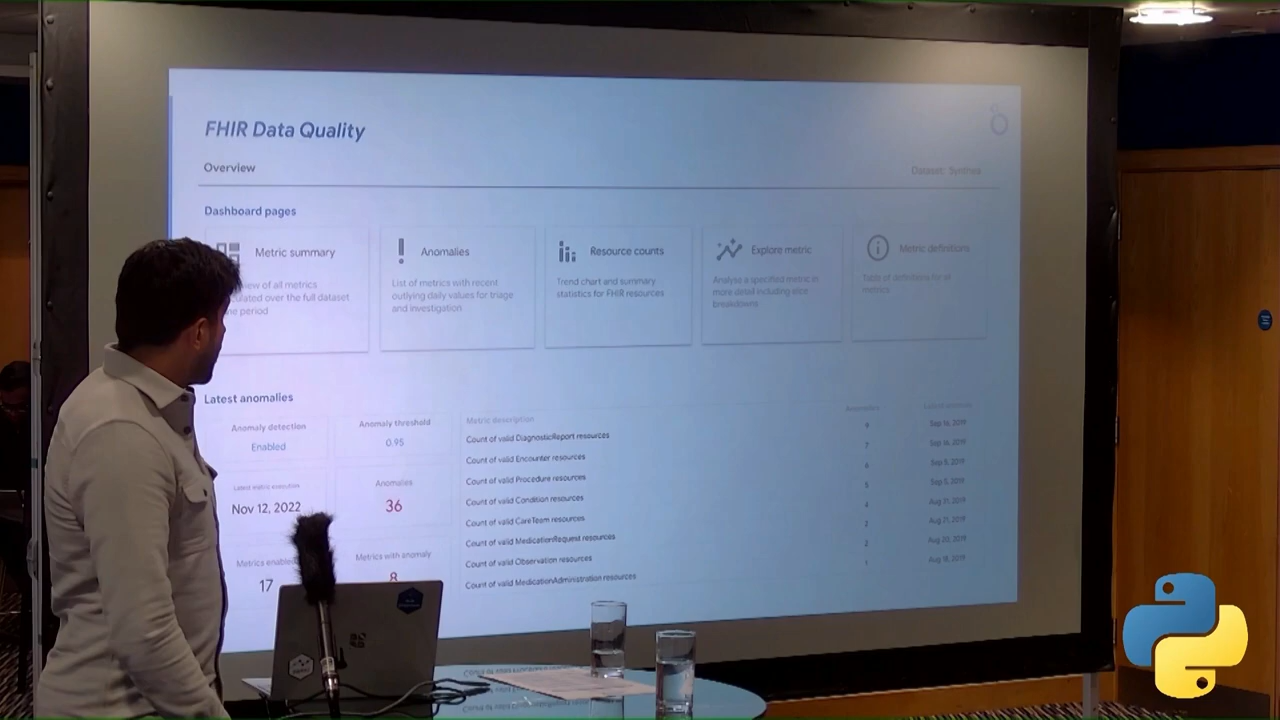 FHIR Data Quality
Overview
Dataset: Synthea
Dashboard pages
Metric summary
view of all metrics
calculated over the full dataset
time period
Anomalies
List of metrics with recent
outlying daily values for triage
and investigation
Resource counts
Trend chart and summary
statistics for FHIR resources
Explore metric
Analyse a specified metric in
more detail including slice
breakdowns
Metric definitions
Table of definitions for all
metrics
Latest anomalies
Anomaly detection
Enabled
Anomaly threshold
0.95
Latest metric execution
Nov 12, 2022
Anomalies
36
Metrics enabled
17
Metrics with anomaly
8
Metric description
Anomalies
Latest anomaly
Count of valid DiagnosticReport resources
Sep 16, 2019
Count of valid Encounter resources
7
Sep 16, 2019
Count of valid Procedure resources
Sep 9, 2019
Count of valid Condition resources
5
Sep 5, 2019
Count of valid CareTeam resources
Aug 21, 2019
Count of valid MedicationRequest resources
2
Aug 21, 2019
Count of valid Observation resources
2
Aug 20, 2019
Count of valid MedicationAdministration resources
1
Aug 18, 2019